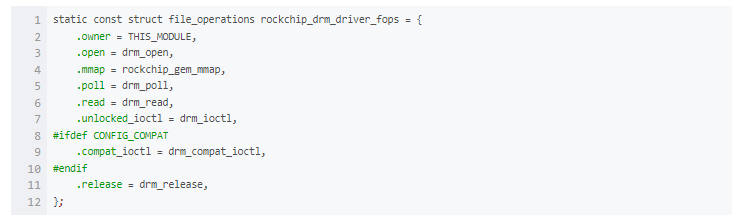 1 static const struct file_operations rockchip_drm_driver_fops = {
2     .owner = THIS_MODULE,
3     .open = drm_open,
4     .mmap = rockchip_gem_mmap,
5     .poll = drm_poll,
6     .read = drm_read,
7     .unlocked_ioctl = drm_ioctl,
8 #ifdef CONFIG_COMPAT
9     .compat_ioctl = drm_compat_ioctl,
10 #endif
11     .release = drm_release,
12 };